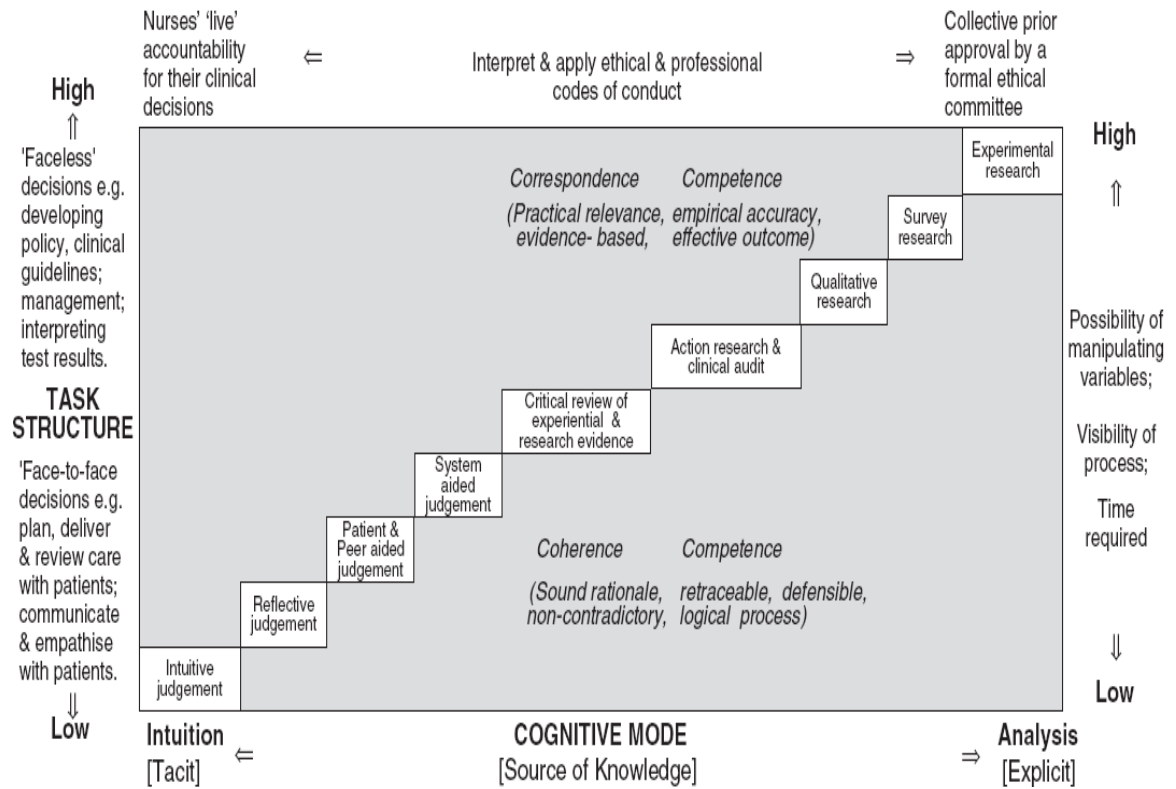 Nurses' 'live'
accountability
for their clinical
decisions
⇐
Interpret & apply ethical & professional
codes of conduct
⇒
Collective prior
approval by a
formal ethical
committee
High
⇑
'Faceless'
decisions e.g.
developing
policy, clinical
guidelines;
management;
interpreting
test results.
TASK
STRUCTURE
'Face-to-face
decisions e.g.
plan, deliver
& review care
with patients;
communicate
& empathise
with patients.
⇓
Low
Experimental
research
Survey
research
Qualitative
research
Action research &
clinical audit
Critical review of
experiential &
research evidence
System
aided
judgement
Patient &
Peer aided
judgement
Reflective
judgement
Intuitive
judgement
Correspondence Competence
(Practical relevance, empirical accuracy,
evidence- based, effective outcome)
Coherence Competence
(Sound rationale, retraceable, defensible,
non-contradictory, logical process)
High
⇑
Possibility of
manipulating
variables;
Visibility of
process;
Time
required
⇓
Low
Intuition
[Tacit]
⇐
COGNITIVE MODE
[Source of Knowledge]
⇒
Analysis
[Explicit]